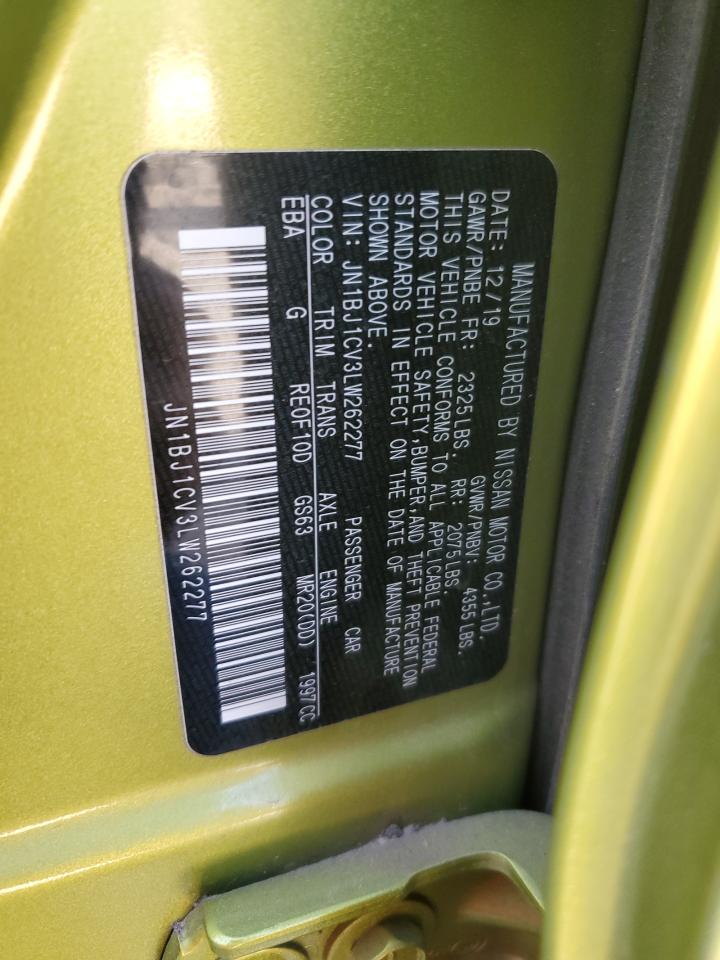 MANUFACTURED BY NISSAN MOTOR CO.,LTD.
DATE: 12/19 GVWR/PNBV: 4355 LBS.
GAWR/PNBE FR: 2325LBS. RR: 2075LBS.
THIS VEHICLE CONFORMS TO ALL APPLICABLE FEDERAL
MOTOR VEHICLE SAFETY,BUMPER,AND THEFT PREVENTION
STANDARDS IN EFFECT ON THE DATE OF MANUFACTURE
SHOWN ABOVE.
VIN: JN1BJ1CV3LW262277 PASSENGER CAR
COLOR TRIM TRANS AXLE ENGINE
EBA G RE0F10D GS63 MR20(DD) 1997CC
JN1BJ1CV3LW262277